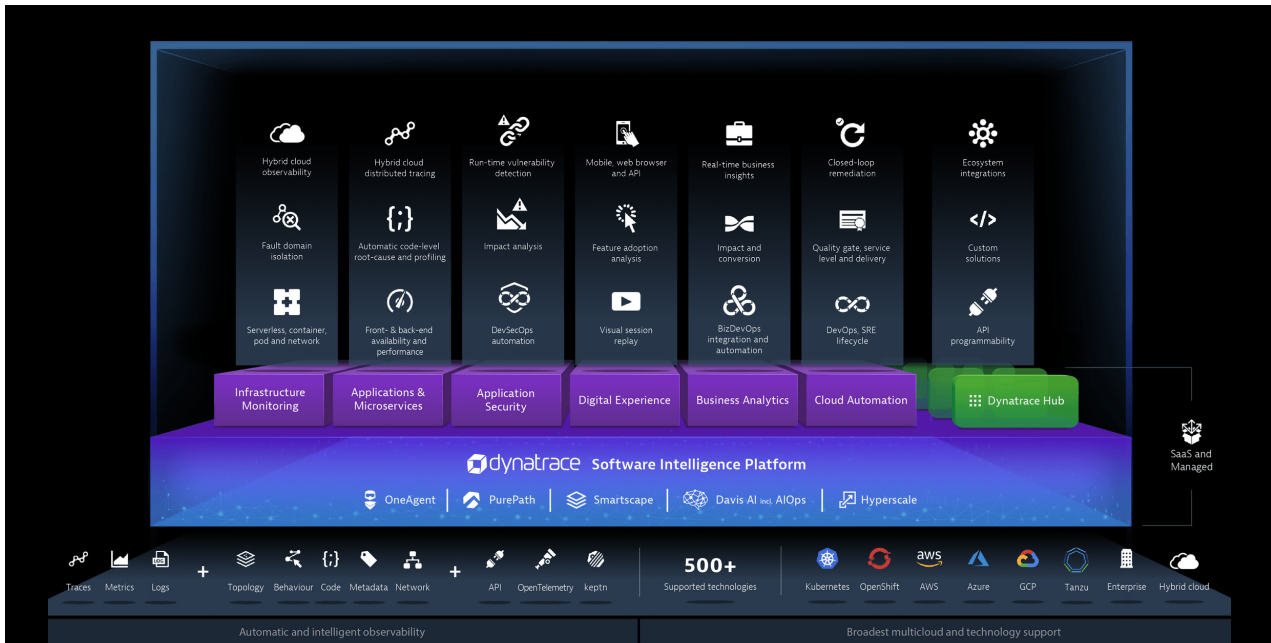 Hybrid cloud
observability
Hybrid cloud
distributed tracing
Run-time vulnerability
detection
Mobile, web browser
and API
Real-time business
insights
Closed-loop
remediation
Ecosystem
integrations
Fault domain
isolation
{;}
Automatic code-level
root-cause and profiling
Impact analysis
Feature adoption
analysis
Impact and
conversion
Quality gate, service
level and delivery
</>
Custom
solutions
Serverless, container,
pod and network
Front- & back-end
availability and
performance
DevSecOps
automation
Visual session
replay
BizDevOps
integration and
automation
DevOps, SRE
lifecycle
API
programmability
Infrastructure
Monitoring
Applications &
Microservices
Application
Security
Digital Experience
Business Analytics
Cloud Automation
Dynatrace Hub
SaaS and
Managed
dynatrace Software Intelligence Platform
OneAgent
PurePath
Smartscape
Davis AI incl. AIOps
Hyperscale
Traces
Metrics
LOG
Logs
+
Topology
Behaviour
{;}
Code
Metadata
Network
+
API
OpenTelemetry
keptn
500+
Supported technologies
Kubernetes
OpenShift
aws
AWS
Azure
GCP
Tanzu
Enterprise
Hybrid cloud
Automatic and intelligent observability
Broadest multicloud and technology support